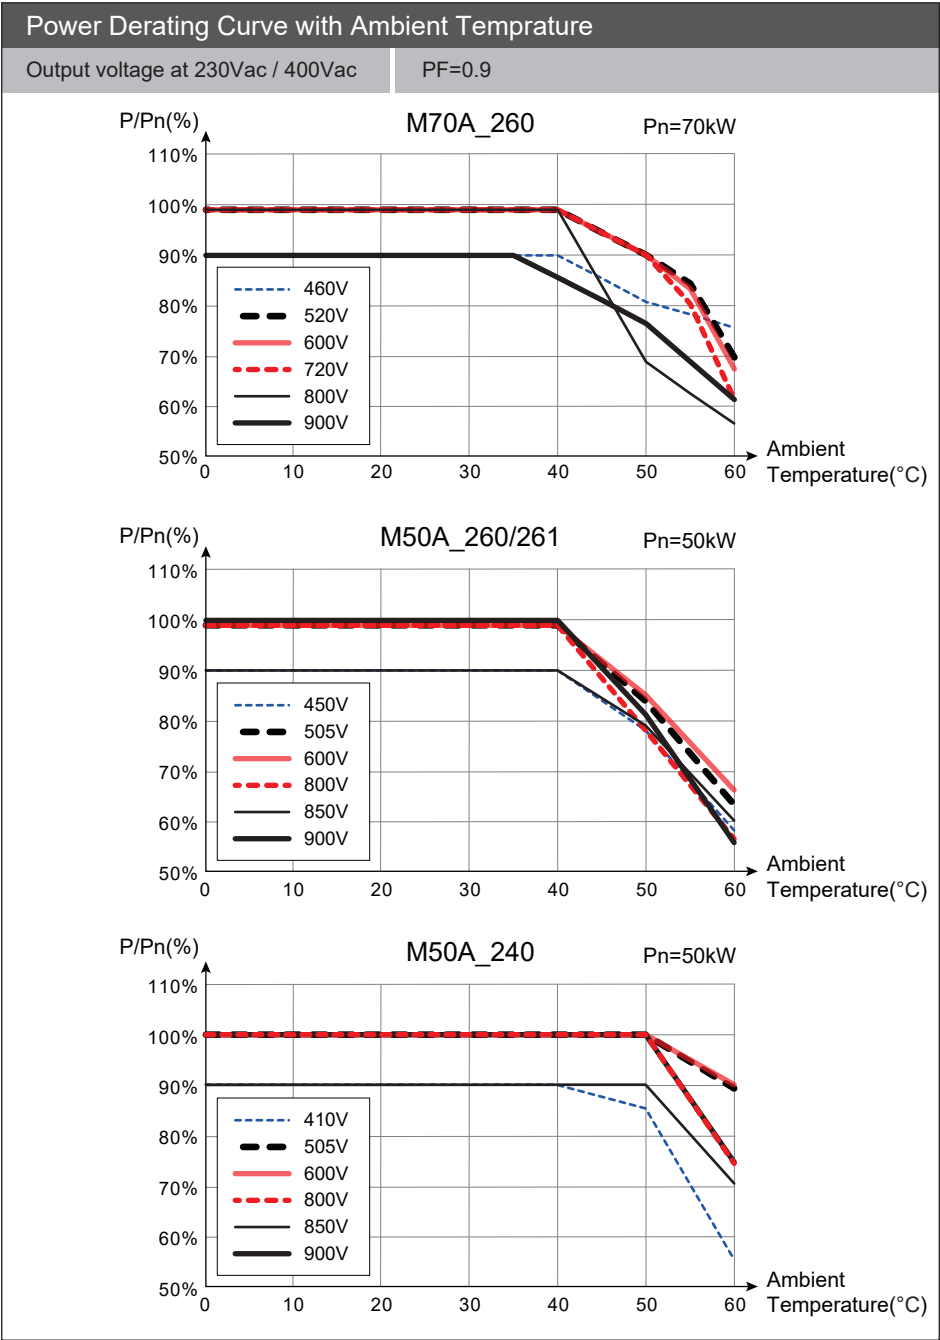 Power Derating Curve with Ambient Temprature
Output voltage at 230Vac / 400Vac PF=0.9
P/Pn(%) M70A_260 Pn=70kW
110%
100%
90%
80%
70%
60%
50%
460V
520V
600V
720V
800V
900V
0 10 20 30 40 50 60
Ambient
Temperature(°C)
P/Pn(%) M50A_260/261 Pn=50kW
110%
100%
90%
80%
70%
60%
50%
450V
505V
600V
800V
850V
900V
0 10 20 30 40 50 60
Ambient
Temperature(°C)
P/Pn(%) M50A_240 Pn=50kW
110%
100%
90%
80%
70%
60%
50%
410V
505V
600V
800V
850V
900V
0 10 20 30 40 50 60
Ambient
Temperature(°C)